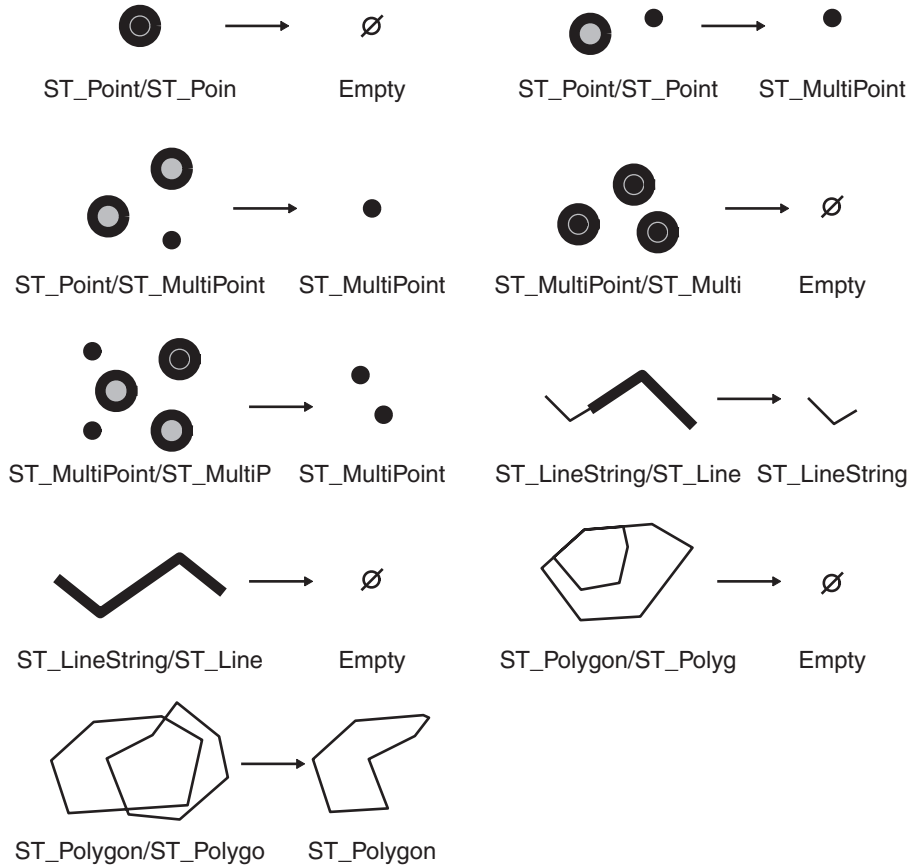 ST_Point/ST_Poin Empty ST_Point/ST_Point ST_MultiPoint
ST_Point/ST_MultiPoint ST_MultiPoint ST_MultiPoint/ST_Multi Empty
ST_MultiPoint/ST_MultiP ST_MultiPoint ST_LineString/ST_Line ST_LineString
ST_LineString/ST_Line Empty ST_Polygon/ST_Polyg Empty
ST_Polygon/ST_Polygo ST_Polygon